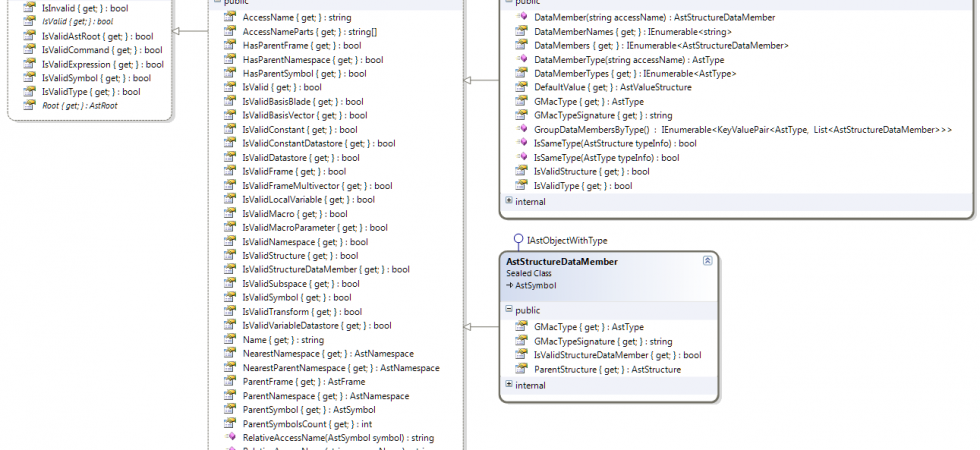 IsInvalid { get; } : bool
IsValid { get; } : bool
IsValidAstRoot { get; } : bool
IsValidCommand { get; } : bool
IsValidExpression { get; } : bool
IsValidSymbol { get; } : bool
IsValidType { get; } : bool
Root { get; } : AstRoot
public
AccessName { get; } : string
AccessNameParts { get; } : string[]
HasParentFrame { get; } : bool
HasParentNamespace { get; } : bool
HasParentSymbol { get; } : bool
IsValid { get; } : bool
IsValidBasisBlade { get; } : bool
IsValidBasisVector { get; } : bool
IsValidConstant { get; } : bool
IsValidConstantDatastore { get; } : bool
IsValidDatastore { get; } : bool
IsValidFrame { get; } : bool
IsValidFrameMultivector { get; } : bool
IsValidLocalVariable { get; } : bool
IsValidMacro { get; } : bool
IsValidMacroParameter { get; } : bool
IsValidNamespace { get; } : bool
IsValidStructure { get; } : bool
IsValidStructureDataMember { get; } : bool
IsValidSubspace { get; } : bool
IsValidSymbol { get; } : bool
IsValidTransform { get; } : bool
IsValidVariableDatastore { get; } : bool
Name { get; } : string
NearestNamespace { get; } : AstNamespace
NearestParentNamespace { get; } : AstNamespace
ParentFrame { get; } : AstFrame
ParentNamespace { get; } : AstNamespace
ParentSymbol { get; } : AstSymbol
ParentSymbolsCount { get; } : int
RelativeAccessName(AstSymbol symbol) : string
public
DataMember(string accessName) : AstStructureDataMember
DataMemberNames { get; } : IEnumerable<string>
DataMembers { get; } : IEnumerable<AstStructureDataMember>
DataMemberType(string accessName) : AstType
DataMemberTypes { get; } : IEnumerable<AstType>
DefaultValue { get; } : AstValueStructure
GMacType { get; } : AstType
GMacTypeSignature { get; } : string
GroupDataMembersByType() : IEnumerable<KeyValuePair<AstType, List<AstStructureDataMember>>>
IsSameType(AstStructure typeInfo) : bool
IsSameType(AstType typeInfo) : bool
IsValidStructure { get; } : bool
IsValidType { get; } : bool
internal
IAstObjectWithType
AstStructureDataMember
Sealed Class
AstSymbol
public
GMacType { get; } : AstType
GMacTypeSignature { get; } : string
IsValidStructureDataMember { get; } : bool
ParentStructure { get; } : AstStructure
internal